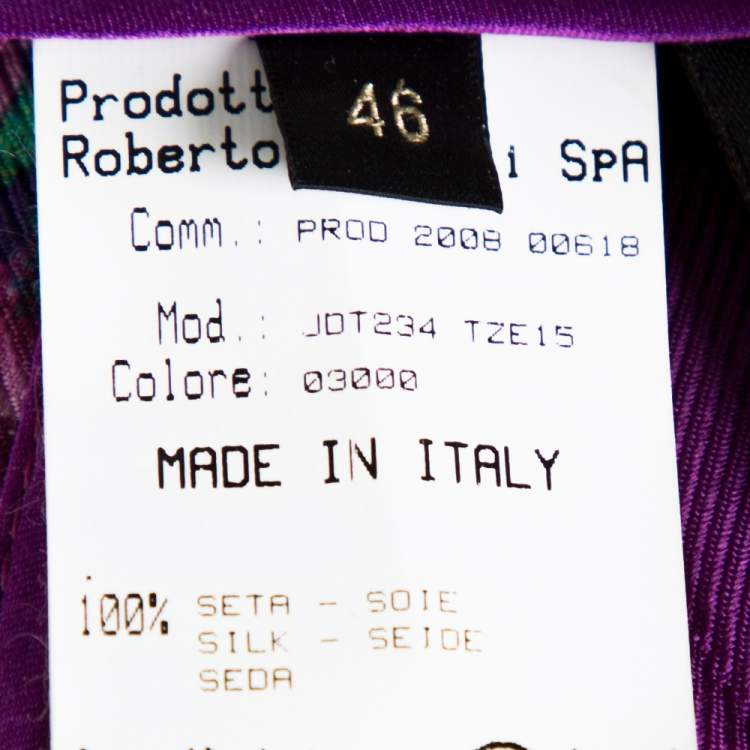 46
Prodott
Roberto i SpA
Comm.: PROD 2008 00618
Mod.: JDT234 TZE15
Colore: 03000
MADE IN ITALY
100% SETA - SOIE
SILK - SEIDE
SEDA